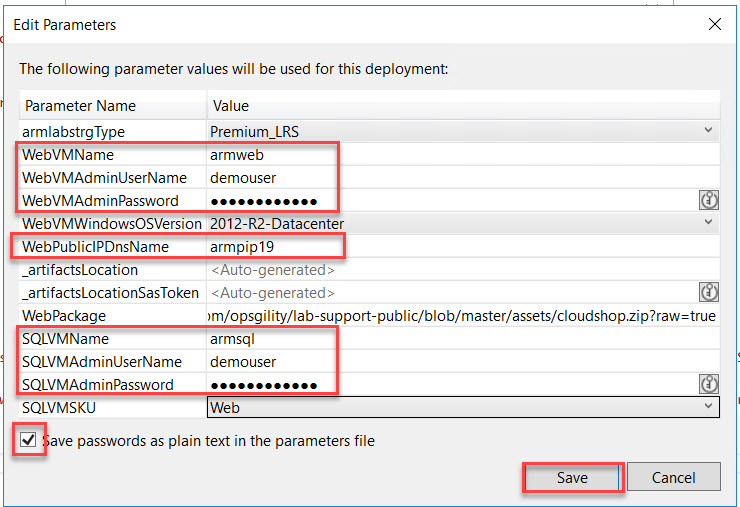 Edit Parameters
The following parameter values will be used for this deployment:
Parameter Name Value
armlabstrgType Premium_LRS
WebVMName armweb
WebVMAdminUserName demouser
WebVMAdminPassword ●●●●●●●●●●●●
WebVMWindowsOSVersion 2012-R2-Datacenter
WebPublicIPDnsName armpip19
_artifactsLocation <Auto-generated>
_artifactsLocationSasToken <Auto-generated>
WebPackage om/opsgility/lab-support-public/blob/master/assets/cloudshop.zip?raw=true
SQLVMName armsql
SQLVMAdminUserName demouser
SQLVMAdminPassword ●●●●●●●●●●●●
SQLVMSKU Web
Save passwords as plain text in the parameters file
Save Cancel